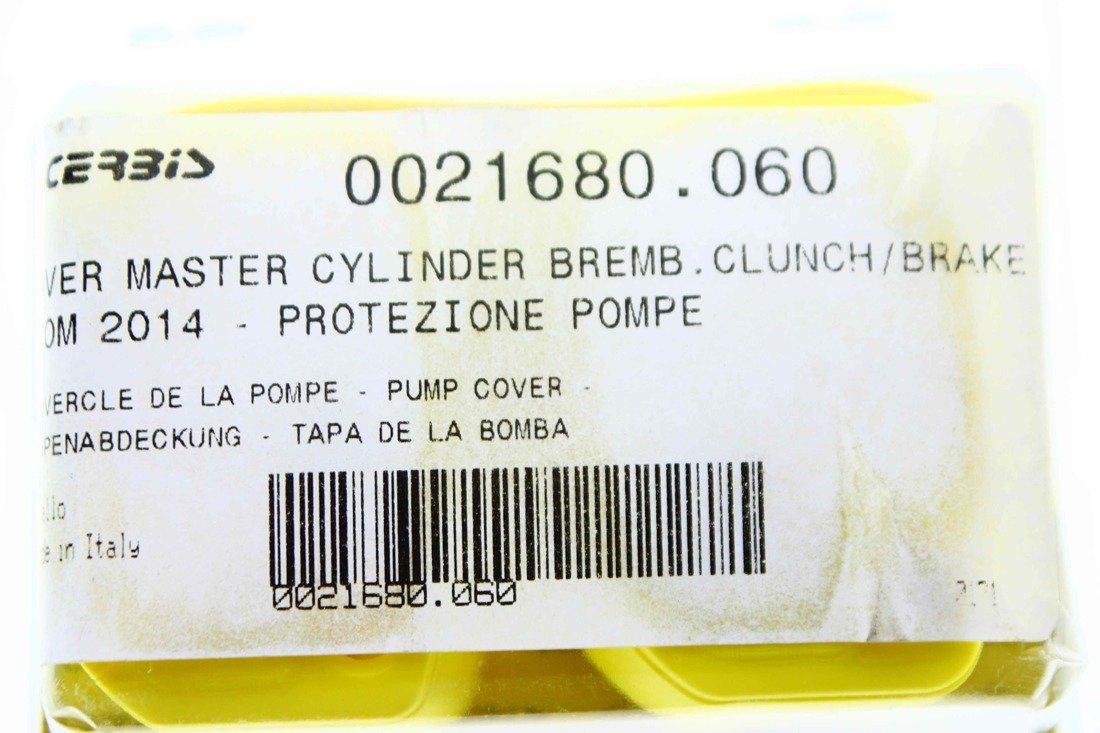 CERBIS 0021680.060
VER MASTER CYLINDER BREMB.CLUNCH/BRAKE
OM 2014 - PROTEZIONE POMPE
VERCLE DE LA POMPE - PUMP COVER -
PENABDECKUNG - TAPA DE LA BOMBA
llo
e in Italy
0021680.060